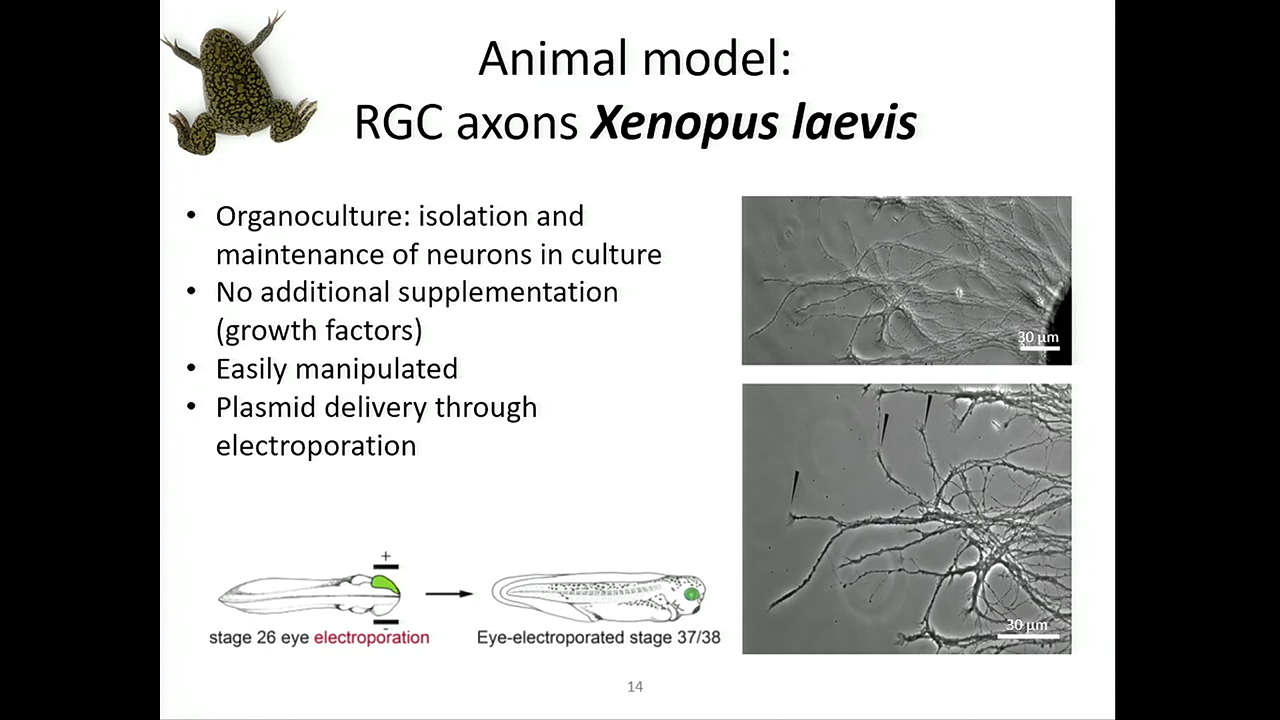 Animal model:
RGC axons Xenopus laevis
• Organoculture: isolation and
maintenance of neurons in culture
• No additional supplementation
(growth factors)
• Easily manipulated
• Plasmid delivery through
electroporation
30 µm
30 µm
+
-
stage 26 eye electroporation
Eye-electroporated stage 37/38
14